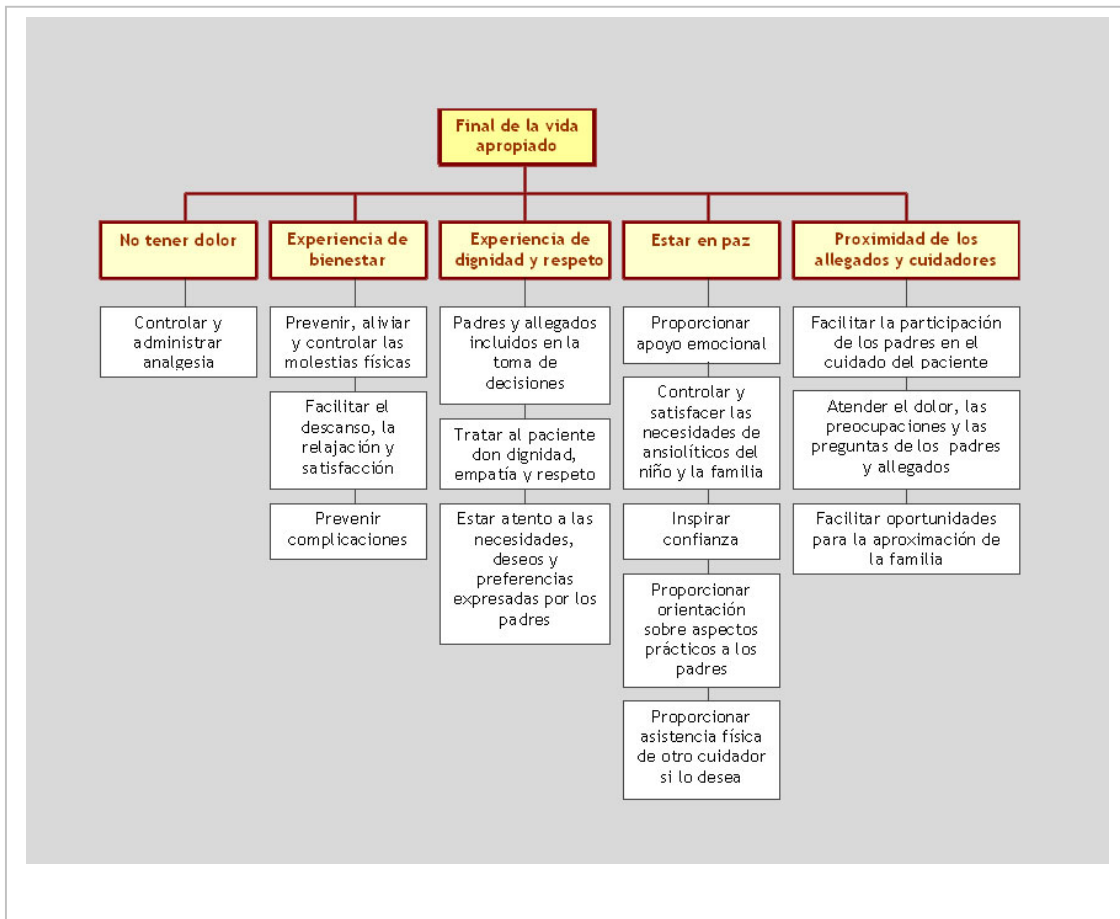 Final de la vida
apropiado
No tener dolor
Experiencia de
bienestar
Experiencia de
dignidad y respeto
Estar en paz
Proximidad de los
allegados y cuidadores
Controlar y
administrar
analgesia
Prevenir, aliviar
y controlar las
molestias físicas
Facilitar el
descanso, la
relajación y
satisfacción
Prevenir
complicaciones
Padres y allegados
incluidos en la
toma de
decisiones
Tratar al paciente
don dignidad,
empatía y respeto
Estar atento a las
necesidades,
deseos y
preferencias
expresadas por los
padres
Proporcionar
apoyo emocional
Controlar y
satisfacer las
necesidades de
ansiolíticos del
niño y la familia
Inspirar
confianza
Proporcionar
orientación
sobre aspectos
prácticos a los
padres
Proporcionar
asistencia física
de otro cuidador
si lo desea
Facilitar la participación
de los padres en el
cuidado del paciente
Atender el dolor, las
preocupaciones y las
preguntas de los padres
y allegados
Facilitar oportunidades
para la aproximación de
la familia